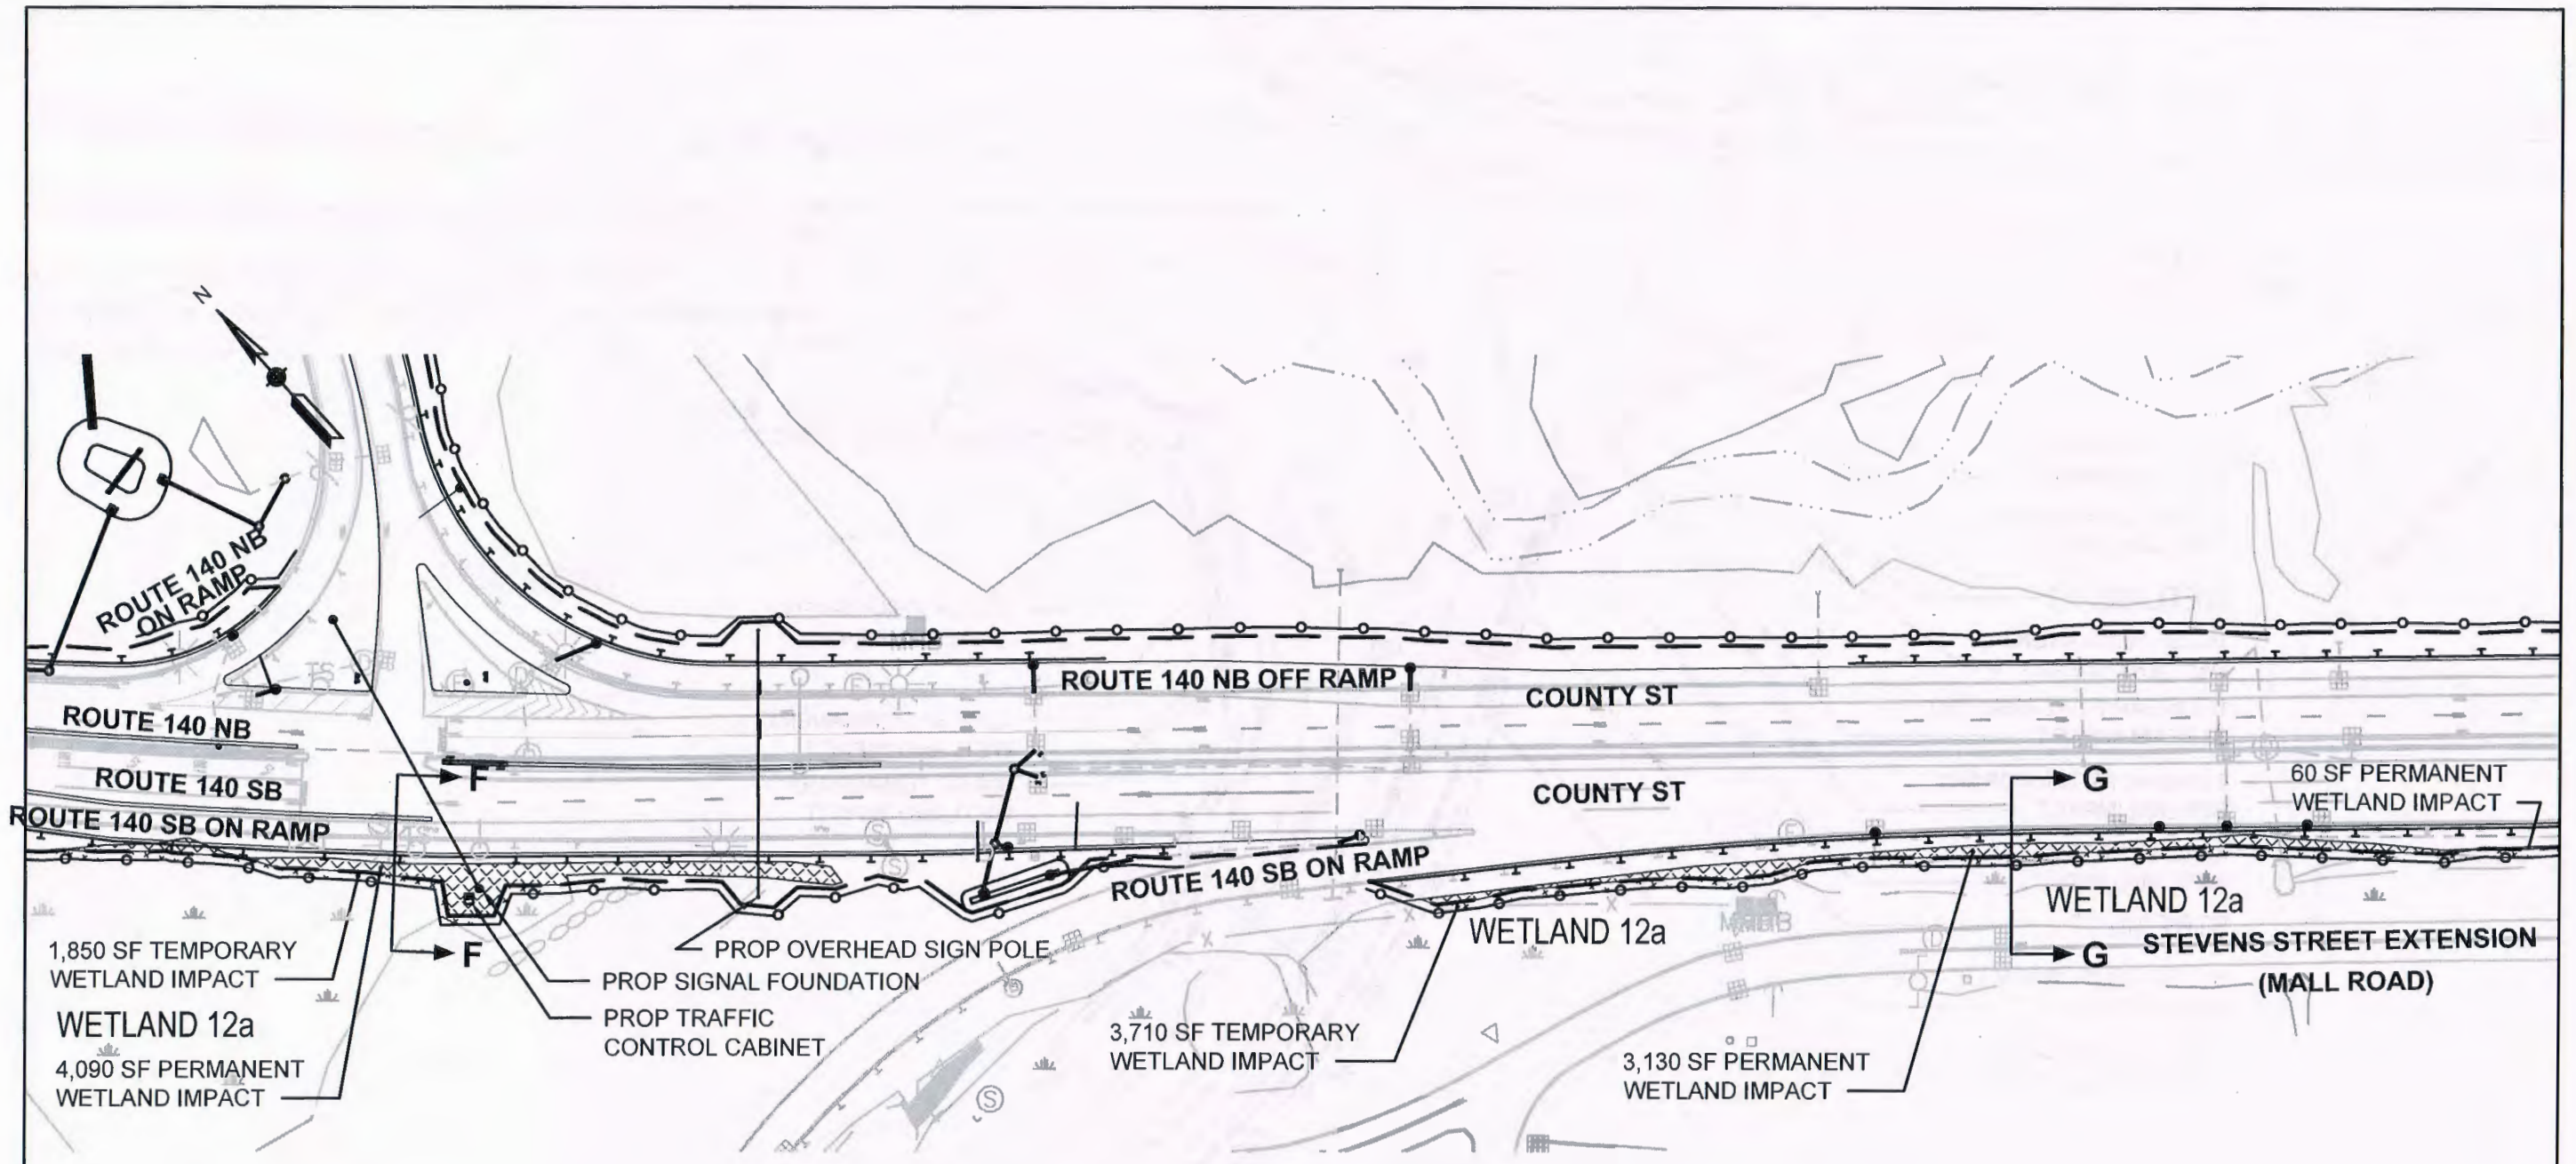 N
ROUTE 140 NB
ON RAMP
ROUTE 140 NB OFF RAMP
COUNTY ST
ROUTE 140 NB
ROUTE 140 SB
F
COUNTY ST
G
60 SF PERMANENT
WETLAND IMPACT
ROUTE 140 SB ON RAMP
ROUTE 140 SB ON RAMP
WETLAND 12a
WETLAND 12a
F
G
STEVENS STREET EXTENSION
(MALL ROAD)
1,850 SF TEMPORARY
WETLAND IMPACT
PROP OVERHEAD SIGN POLE
PROP SIGNAL FOUNDATION
PROP TRAFFIC
CONTROL CABINET
WETLAND 12a
4,090 SF PERMANENT
WETLAND IMPACT
3,710 SF TEMPORARY
WETLAND IMPACT
3,130 SF PERMANENT
WETLAND IMPACT
S
S
S